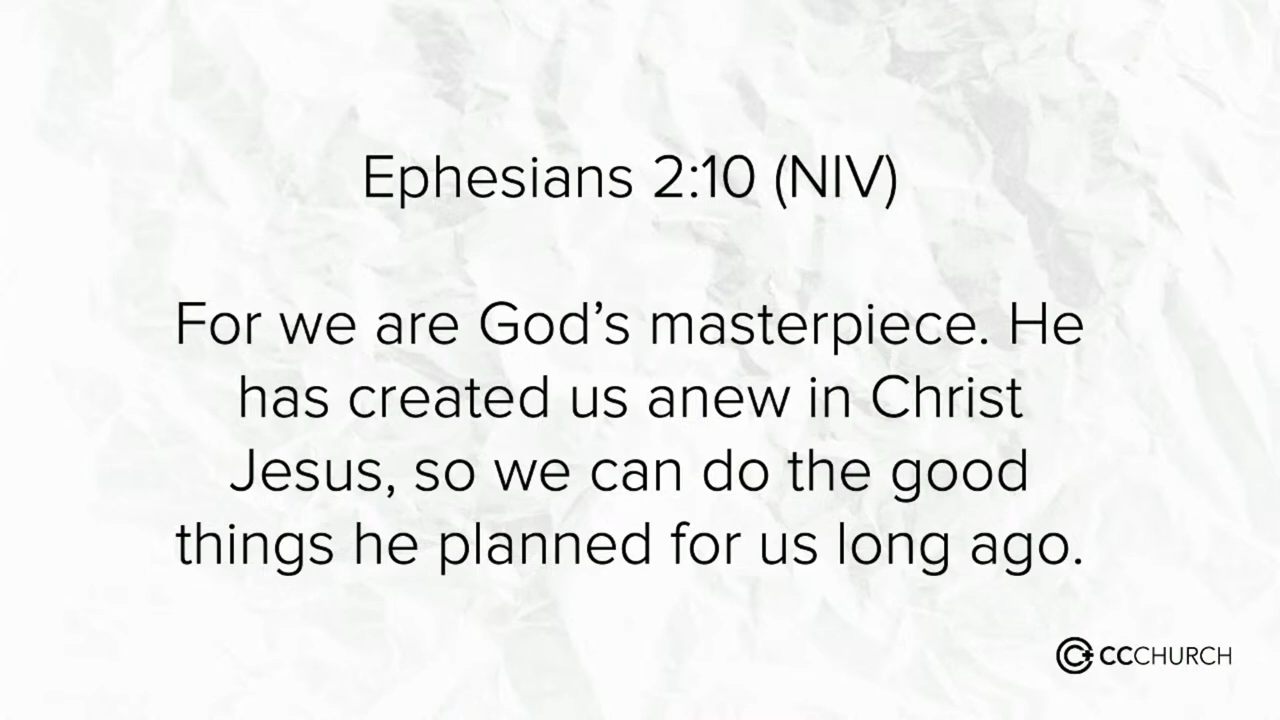 Ephesians 2:10 (NIV)
For we are God’s masterpiece. He
has created us anew in Christ
Jesus, so we can do the good
things he planned for us long ago.
CCCHURCH